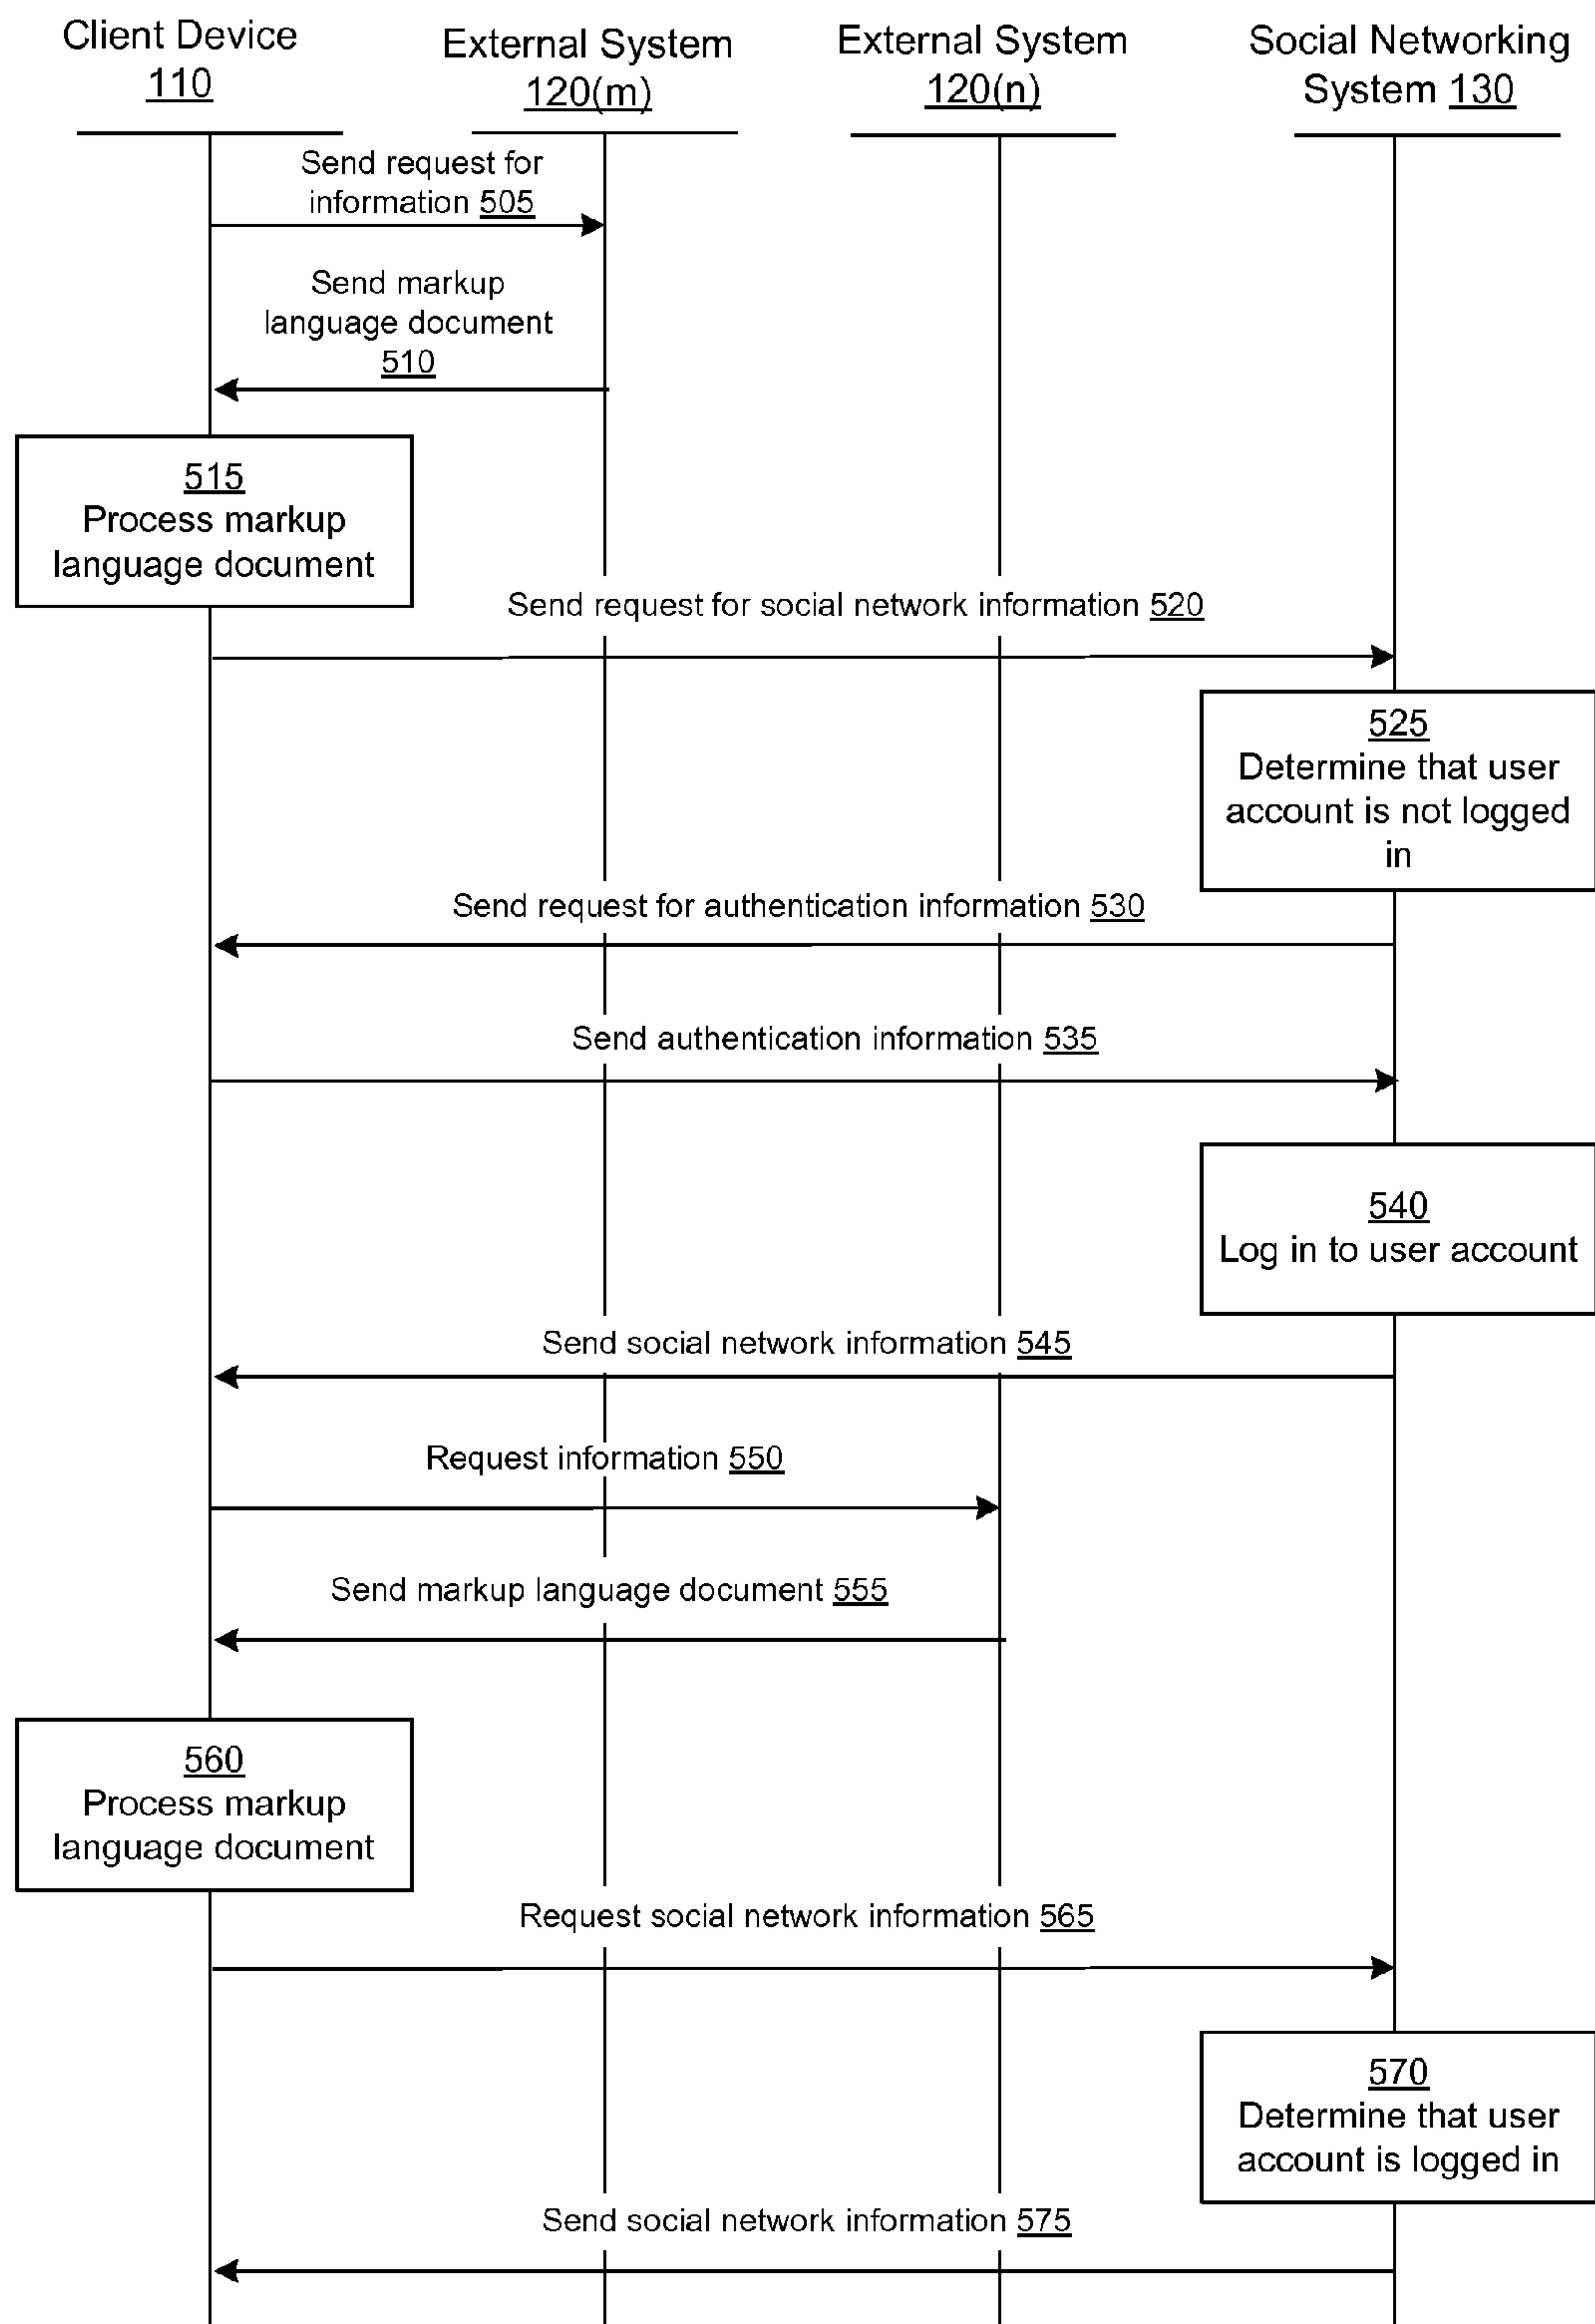 Client Device
110
External System
120(m)
External System
120(n)
Social Networking
System 130
Send request for
information 505
Send markup
language document
510
515
Process markup
language document
Send request for social network information 520
525
Determine that user
account is not logged
in
Send request for authentication information 530
Send authentication information 535
540
Log in to user account
Send social network information 545
Request information 550
Send markup language document 555
560
Process markup
language document
Request social network information 565
570
Determine that user
account is logged in
Send social network information 575